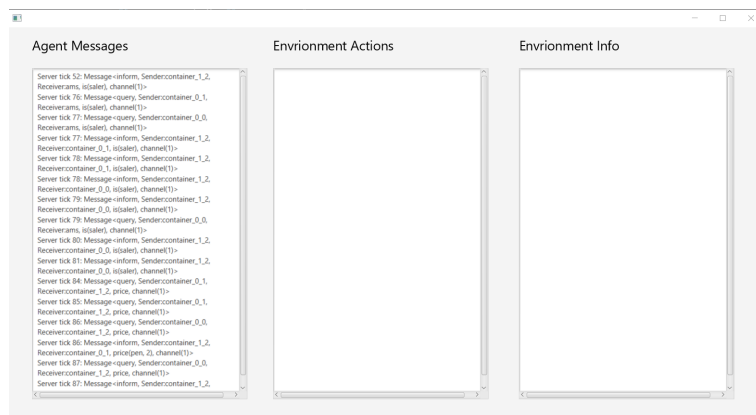 Agent Messages
Envrionment Actions
Envrionment Info
Server tick 52: Message<inform, Sender:container_1_2,
Receiver:ams, is(saler), channel(1)>
Server tick 76: Message<query, Sender:container_0_1,
Receiver:ams, is(saler), channel(1)>
Server tick 77: Message<query, Sender:container_0_0,
Receiver:ams, is(saler), channel(1)>
Server tick 77: Message<inform, Sender:container_1_2,
Receiver:container_0_1, is(saler), channel(1)>
Server tick 78: Message<inform, Sender:container_1_2,
Receiver:container_0_1, is(saler), channel(1)>
Server tick 78: Message<inform, Sender:container_1_2,
Receiver:container_0_0, is(saler), channel(1)>
Server tick 79: Message<inform, Sender:container_1_2,
Receiver:container_0_0, is(saler), channel(1)>
Server tick 79: Message<query, Sender:container_0_0,
Receiver:ams, is(saler), channel(1)>
Server tick 80: Message<inform, Sender:container_1_2,
Receiver:container_0_0, is(saler), channel(1)>
Server tick 81: Message<inform, Sender:container_1_2,
Receiver:container_0_0, is(saler), channel(1)>
Server tick 84: Message<query, Sender:container_0_1,
Receiver:container_1_2, price, channel(1)>
Server tick 85: Message<query, Sender:container_0_1,
Receiver:container_1_2, price, channel(1)>
Server tick 86: Message<query, Sender:container_0_0,
Receiver:container_1_2, price, channel(1)>
Server tick 86: Message<inform, Sender:container_1_2,
Receiver:container_0_1, price(pen, 2), channel(1)>
Server tick 87: Message<query, Sender:container_0_0,
Receiver:container_1_2, price, channel(1)>
Server tick 87: Message<inform, Sender:container_1_2,